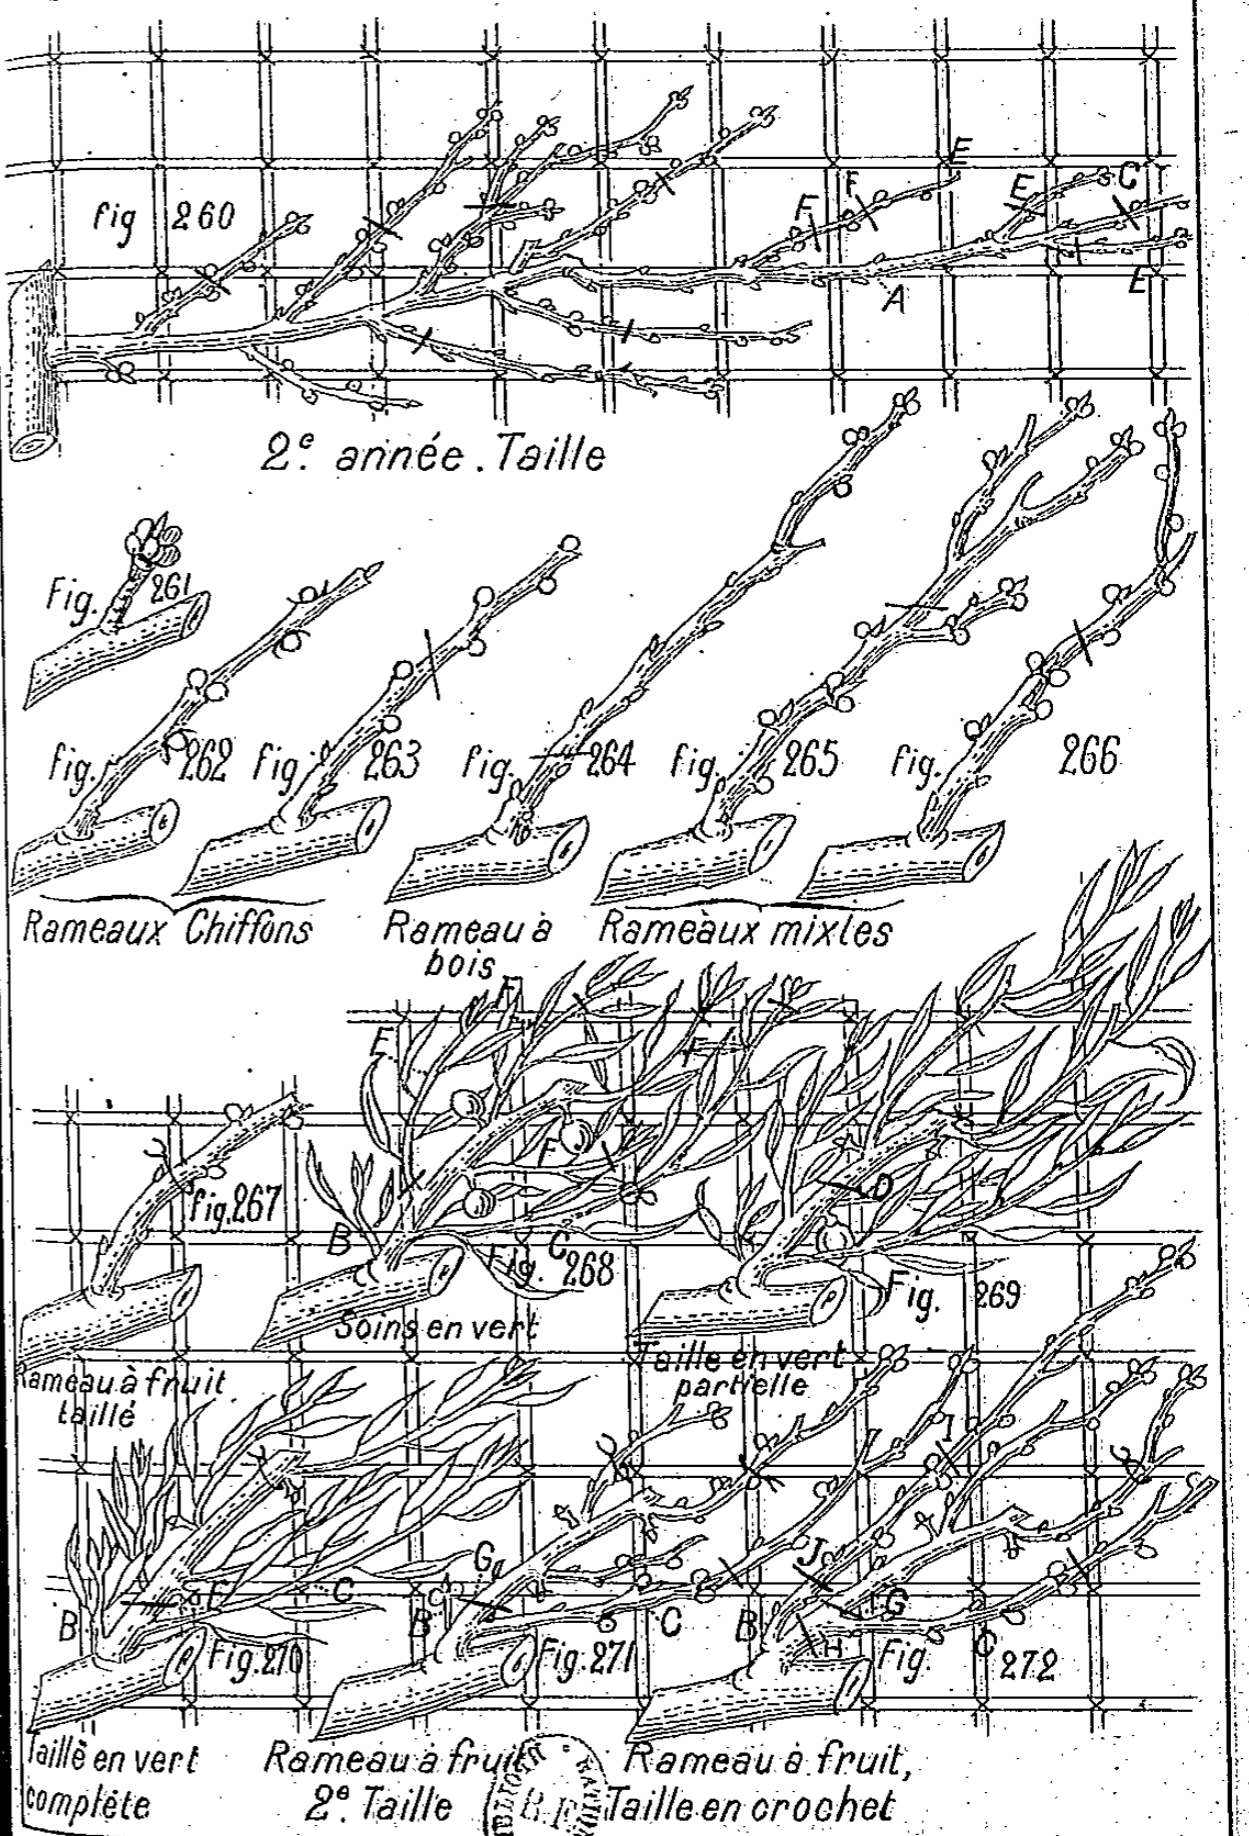 fig 260
F F E E C
A E
2e année. Taille
Fig. 261
fig. 262 fig 263 fig. 264 fig. 265 fig. 266
Rameaux Chiffons Rameau à bois Rameaux mixtes
E F F
F D
fig. 267
B Fig. C 268
Fig. 269
Soins en vert
Taille en vert
partielle
Rameau à fruit
taillé
I
G J
B F C B C C B G
H C
Fig. 270 Fig. 271 Fig. 272
Taille en vert
complète
Rameau à fruit
2e Taille
Rameau à fruit,
Taille en crochet